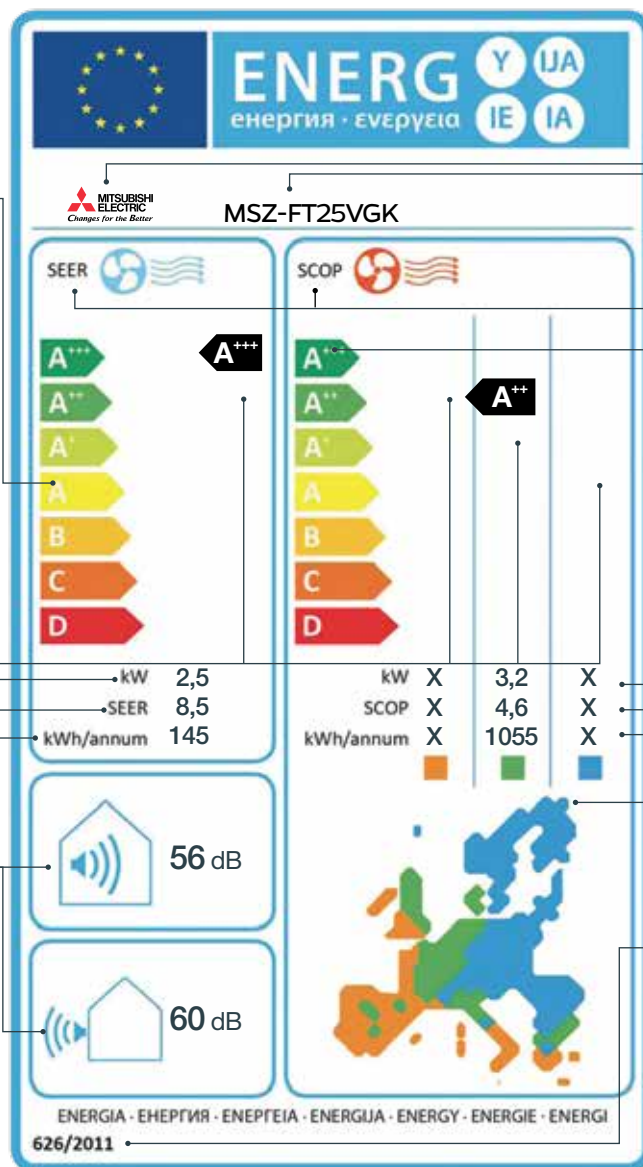 ENERG Y IJA
енергия · ενεργεια IE IA
MITSUBISHI
ELECTRIC
Changes for the Better
MSZ-FT25VGK
SEER
SCOP
A+++
A+++
A++
A+
A
B
C
D
A+++
A++
A++
A+
A
B
C
D
kW 2,5
SEER 8,5
kWh/annum 145
kW X 3,2 X
SCOP X 4,6 X
kWh/annum X 1055 X
56 dB
60 dB
ENERGIA · ЕНЕРГИЯ · ΕΝΕΡΓΕΙΑ · ENERGIJA · ENERGY · ENERGIE · ENERGI
626/2011